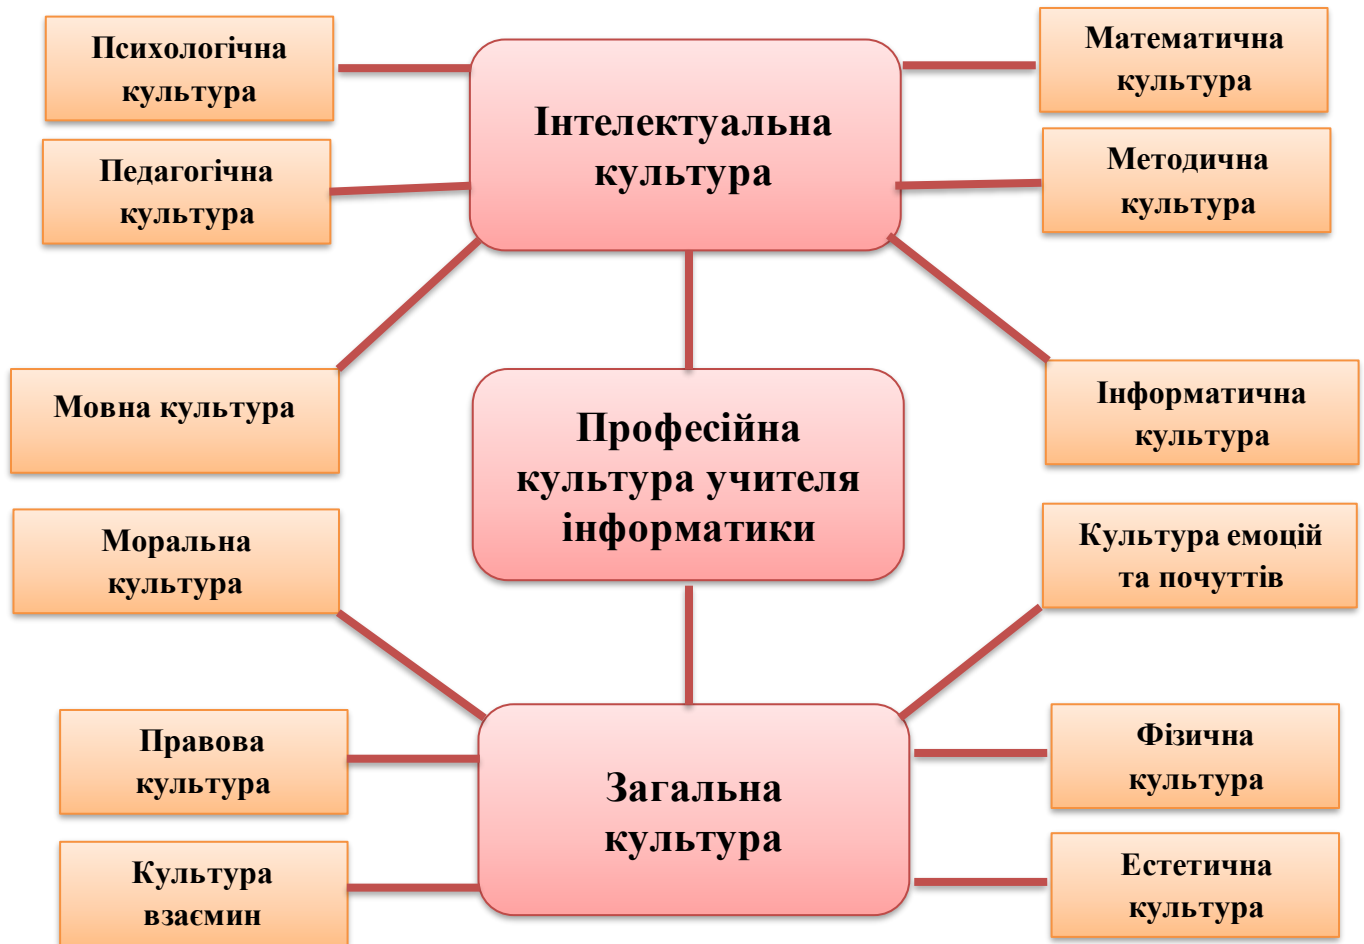 Психологічна
культура
Інтелектуальна
культура
Математична
культура
Педагогічна
культура
Методична
культура
Мовна культура
Професійна
культура учителя
інформатики
Інформатична
культура
Моральна
культура
Культура емоцій
та почуттів
Правова
культура
Загальна
культура
Фізична
культура
Культура
взаємин
Естетична
культура